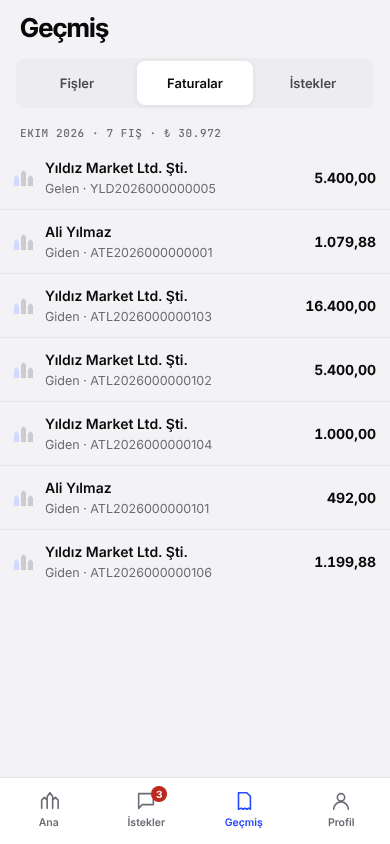 Geçmiş
Fişler
Faturalar
İstekler
EKIM 2026 · 7 FIŞ · ₺ 30.972
Yıldız Market Ltd. Şti.
5.400,00
Gelen · YLD2026000000005
Ali Yılmaz
1.079,88
Giden · ATE2026000000001
Yıldız Market Ltd. Şti.
16.400,00
Giden · ATL2026000000103
Yıldız Market Ltd. Şti.
5.400,00
Giden · ATL2026000000102
Yıldız Market Ltd. Şti.
1.000,00
Giden · ATL2026000000104
Ali Yılmaz
492,00
Giden · ATL2026000000101
Yıldız Market Ltd. Şti.
1.199,88
Giden · ATL2026000000106
3
Ana
İstekler
Geçmiş
Profil